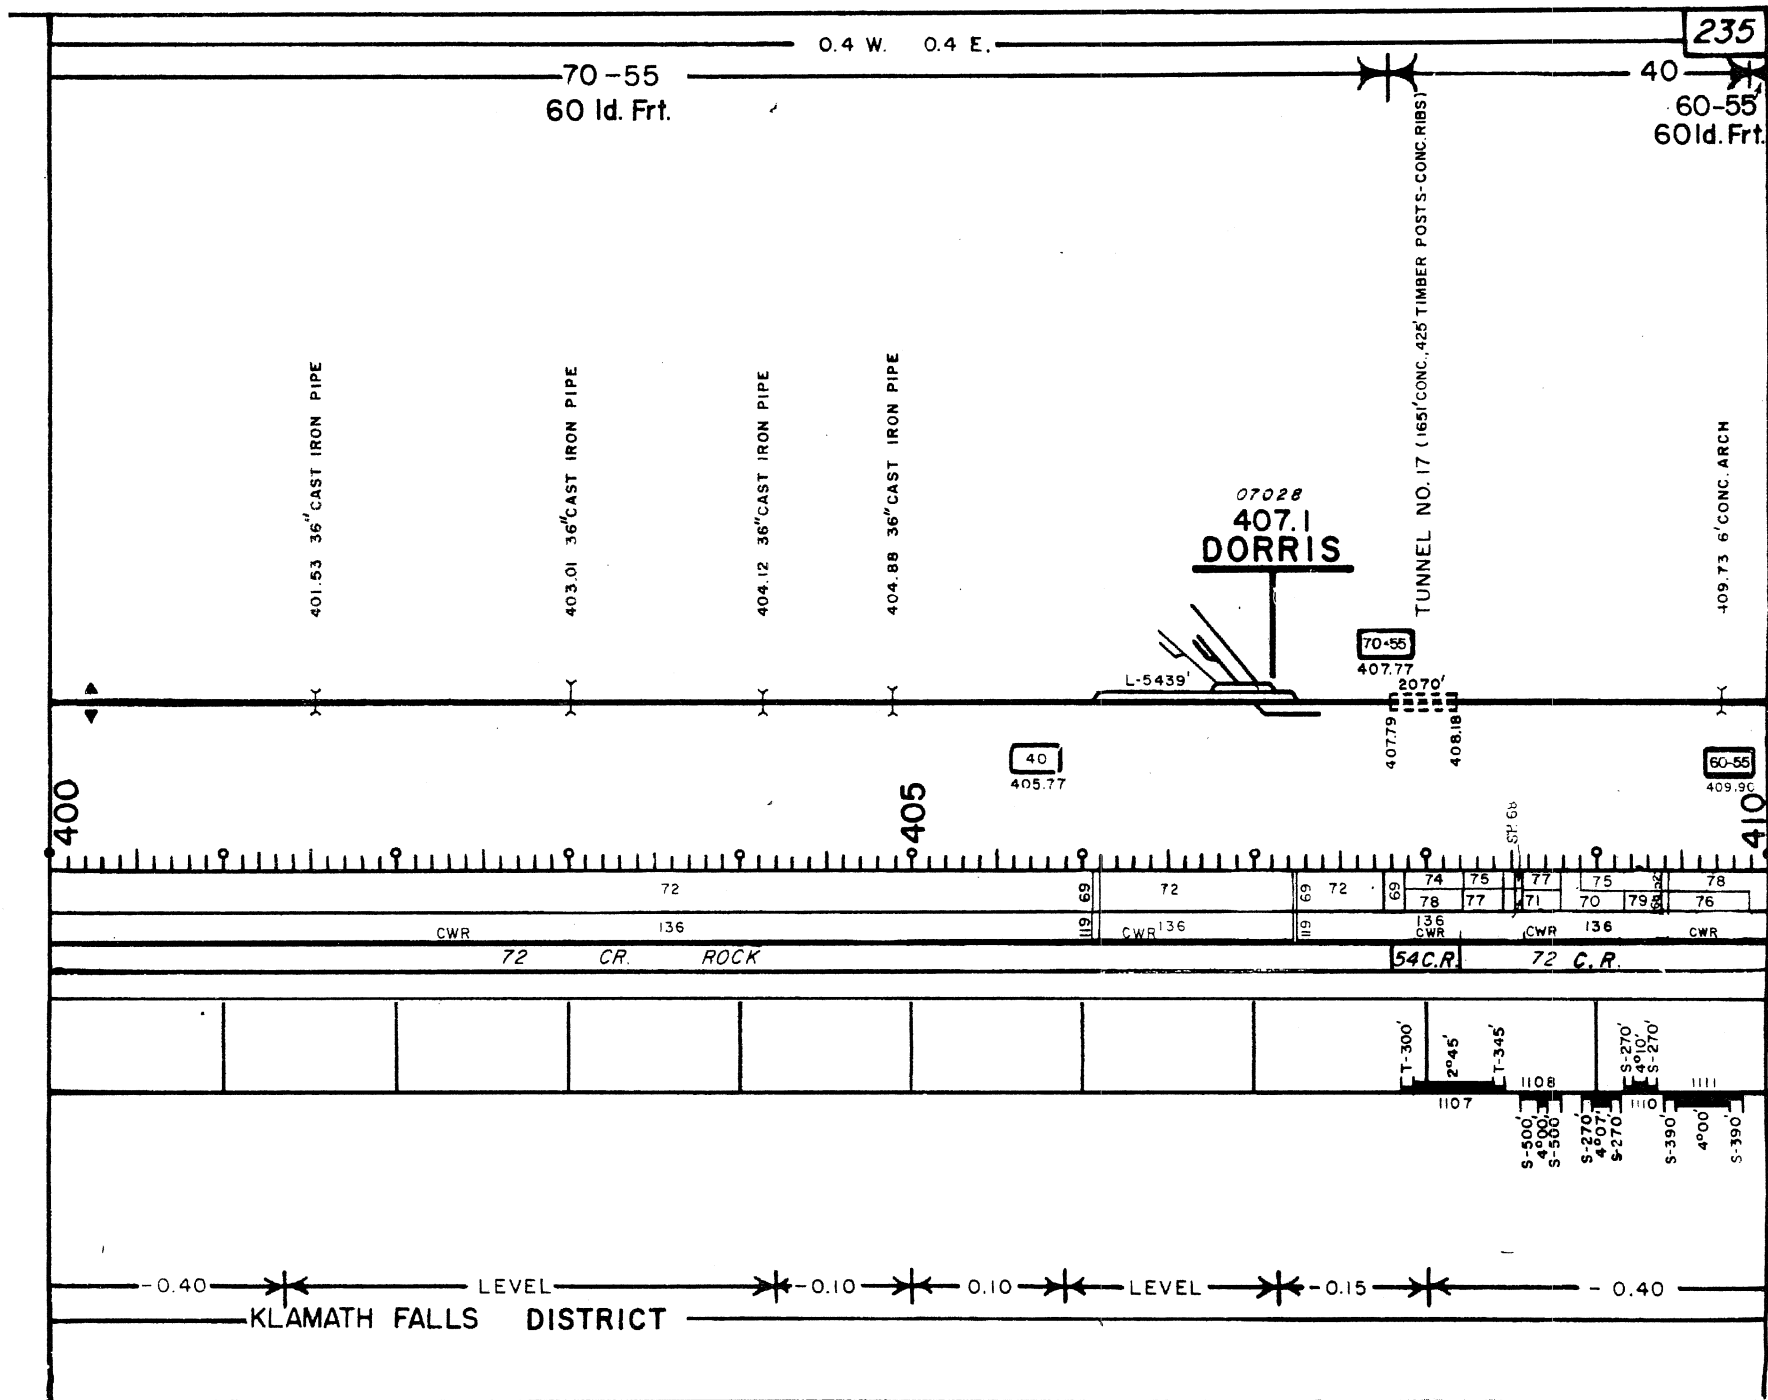 235
0.4 W. 0.4 E.
70-55
60 ld. Frt.
40
60-55
60 ld. Frt.
401.53 36" CAST IRON PIPE
403.01 36" CAST IRON PIPE
404.12 36" CAST IRON PIPE
404.88 36" CAST IRON PIPE
TUNNEL NO. 17 (1651' CONC., 425' TIMBER POSTS-CONC. RIBS)
409.73 6' CONC. ARCH
07028
407.1
DORRIS
L-5439'
70-55
407.77
2070'
407.79
408.18
40
405.77
60-55
409.90
400
405
410
SP. 68
72 69 72 69 72 69 74 75 77 75 78
78 77 71 70 79 68 76
CWR 136 119 CWR 136 119 136 CWR CWR 136 CWR
72 CR. ROCK 54 C.R. 72 C.R.
T-300' 2°45' T-345' S-270' 4°10' S-270'
1107 1108 1110 1111
S-500' 4°00' S-500' S-270' 4°07' S-270' S-390' 4°00' S-390'
-0.40 LEVEL -0.10 0.10 LEVEL -0.15 -0.40
KLAMATH FALLS DISTRICT